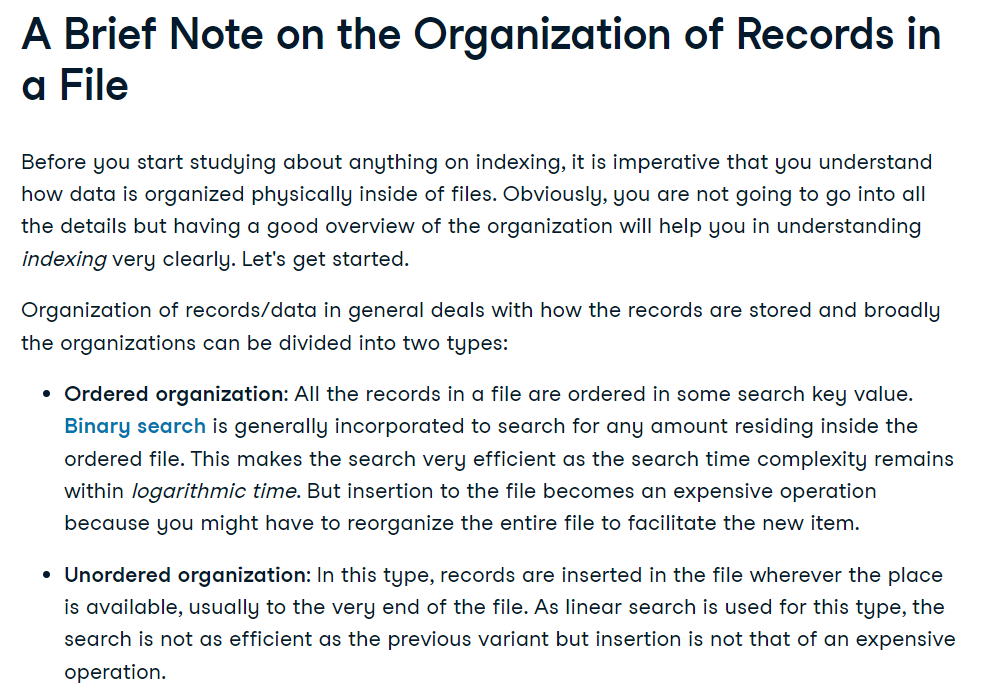 A Brief Note on the Organization of Records in
a File
Before you start studying about anything on indexing, it is imperative that you understand
how data is organized physically inside of files. Obviously, you are not going to go into all
the details but having a good overview of the organization will help you in understanding
indexing very clearly. Let's get started.
Organization of records/data in general deals with how the records are stored and broadly
the organizations can be divided into two types:
• Ordered organization: All the records in a file are ordered in some search key value.
Binary search is generally incorporated to search for any amount residing inside the
ordered file. This makes the search very efficient as the search time complexity remains
within logarithmic time. But insertion to the file becomes an expensive operation
because you might have to reorganize the entire file to facilitate the new item.
• Unordered organization: In this type, records are inserted in the file wherever the place
is available, usually to the very end of the file. As linear search is used for this type, the
search is not as efficient as the previous variant but insertion is not that of an expensive
operation.